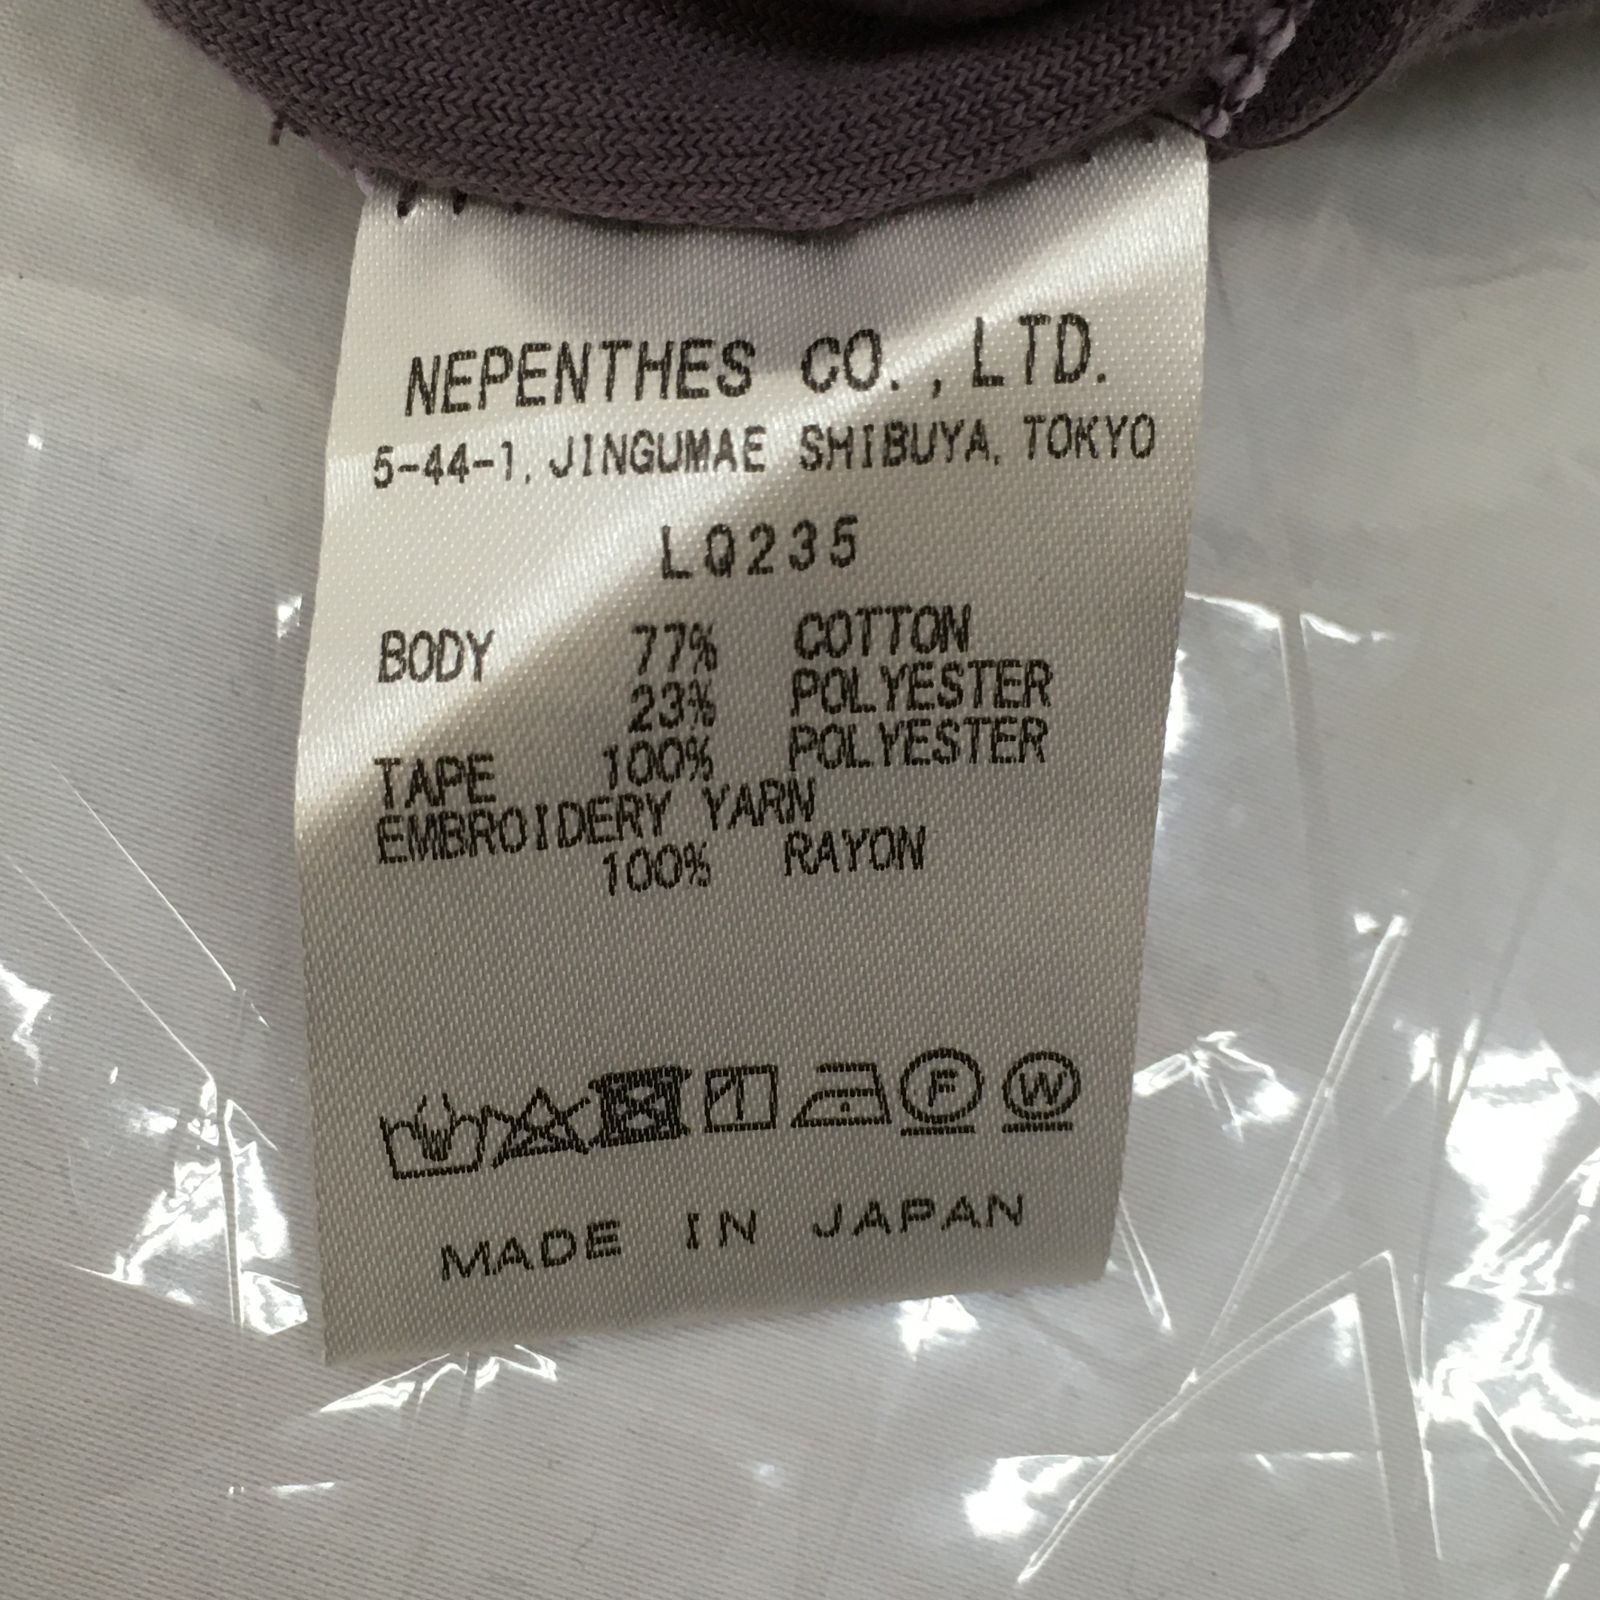 NEPENTHES CO., LTD.
5-44-1, JINGUMAE SHIBUYA, TOKYO
LQ235
BODY 77% COTTON
23% POLYESTER
TAPE 100% POLYESTER
EMBROIDERY YARN
100% RAYON
F W
MADE IN JAPAN